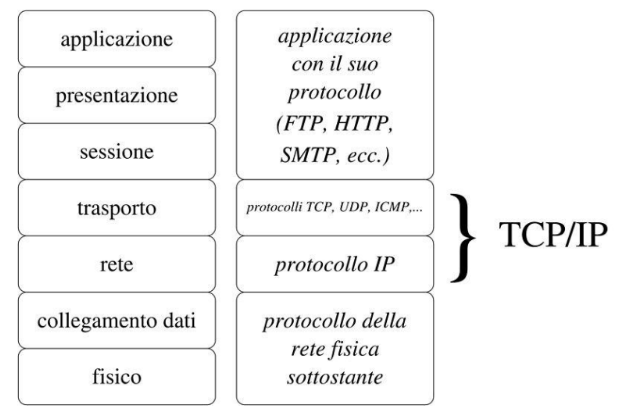 applicazione
presentazione
sessione
trasporto
rete
collegamento dati
fisico
applicazione
con il suo
protocollo
(FTP, HTTP,
SMTP, ecc.)
protocolli TCP, UDP, ICMP,...
protocollo IP
protocollo della
rete fisica
sottostante
TCP/IP